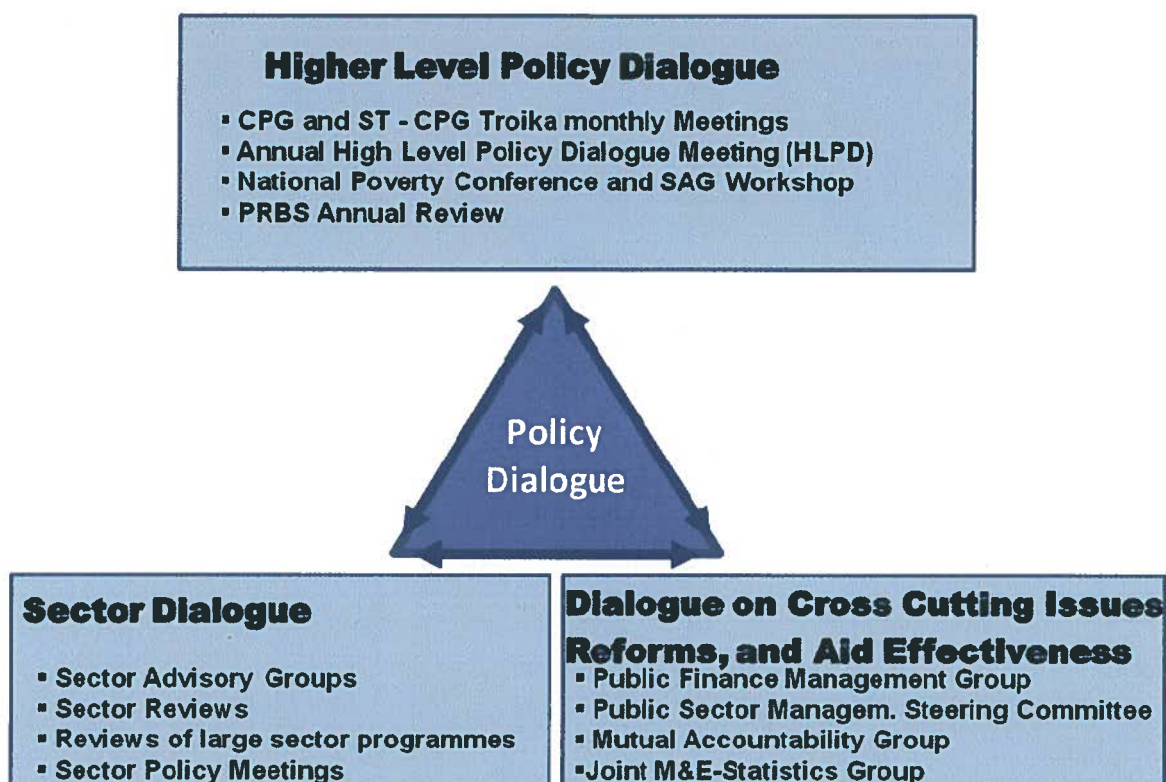 Higher Level Policy Dialogue
▪ CPG and ST - CPG Troika monthly Meetings
▪ Annual High Level Policy Dialogue Meeting (HLPD)
▪ National Poverty Conference and SAG Workshop
▪ PRBS Annual Review
Policy
Dialogue
Sector Dialogue
▪ Sector Advisory Groups
▪ Sector Reviews
▪ Reviews of large sector programmes
▪ Sector Policy Meetings
Dialogue on Cross Cutting Issues
Reforms, and Aid Effectiveness
▪ Public Finance Management Group
▪ Public Sector Managem. Steering Committee
▪ Mutual Accountability Group
▪Joint M&E-Statistics Group